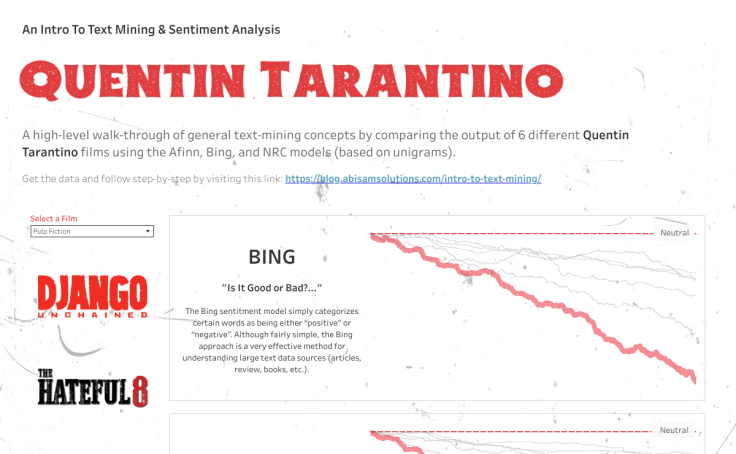 An Intro To Text Mining & Sentiment Analysis
QUENTIN TARANTINO
A high-level walk-through of general text-mining concepts by comparing the output of 6 different Quentin
Tarantino films using the Afinn, Bing, and NRC models (based on unigrams).
Get the data and follow step-by-step by visiting this link: https://blog.abisamsolutions.com/intro-to-text-mining/
Select a Film
Pulp Fiction
DJANGO
UNCHAINED
THE
HATEFUL 8
BING
"Is It Good or Bad?..."
The Bing sentitment model simply categorizes
certain words as being either "positive" or
"negative". Although fairly simple, the Bing
approach is a very effective method for
understanding large text data sources (articles,
review, books, etc.).
Neutral
Neutral